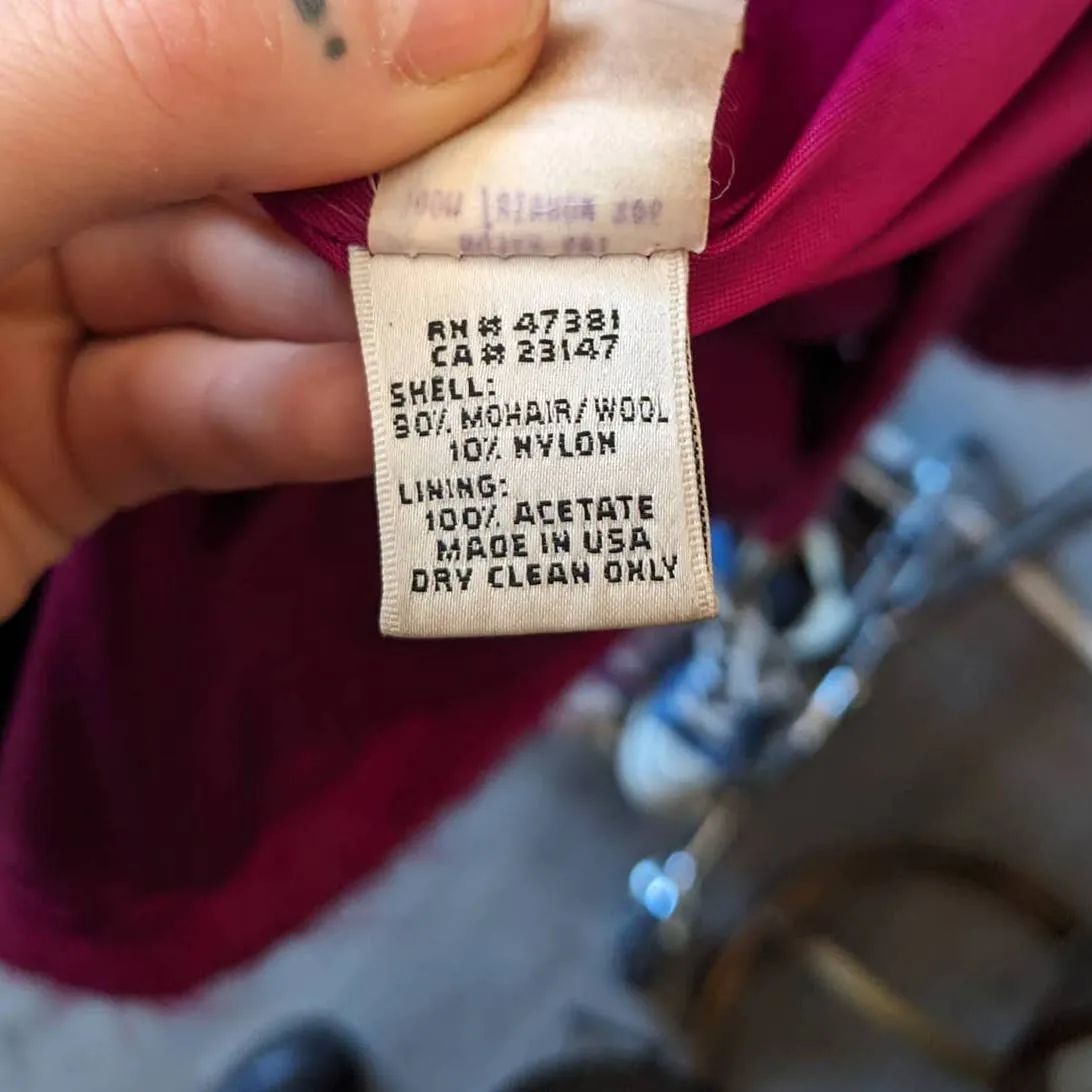 RN # 47381
CA # 23147
SHELL:
90% MOHAIR/WOOL
10% NYLON
LINING:
100% ACETATE
MADE IN USA
DRY CLEAN ONLY